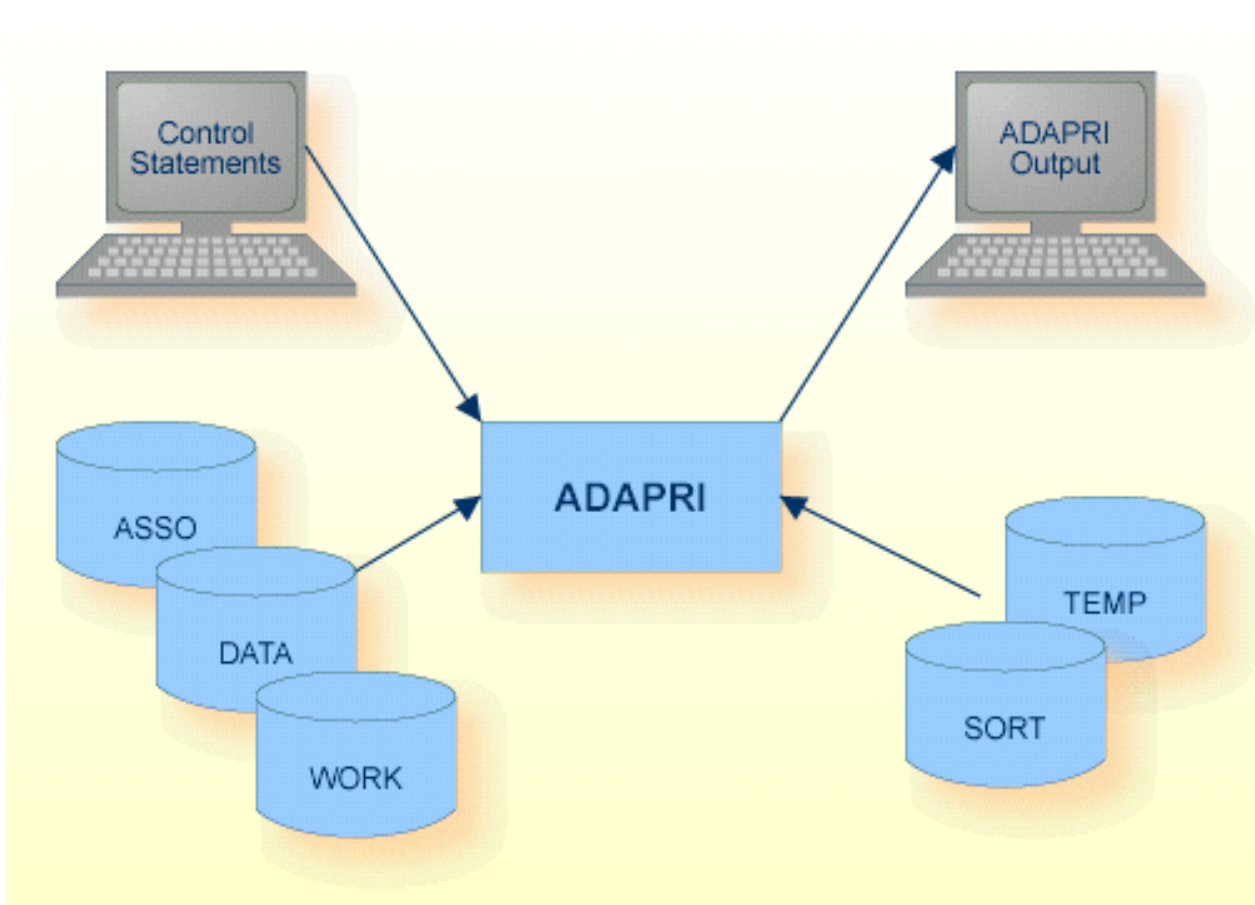 Control
Statements
ADAPRI
Output
ADAPRI
ASSO
DATA
WORK
TEMP
SORT